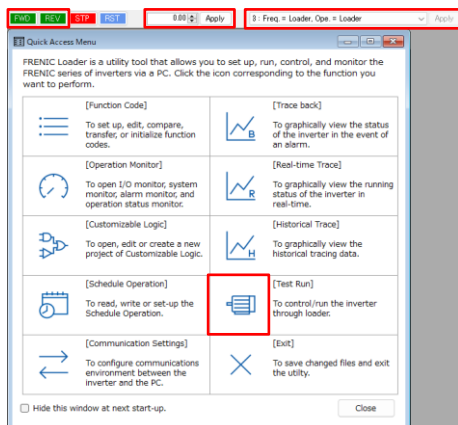 FWD REV STP RST 0.00 Apply 3 : Freq. = Loader, Ope. = Loader Apply
Quick Access Menu
FRENIC Loader is a utility tool that allows you to set up, run, control, and monitor the
FRENIC series of inverters via a PC. Click the icon corresponding to the function you
want to perform.
[Function Code]
To set up, edit, compare,
transfer, or initialize function
codes.
[Trace back]
To graphically view the status
of the inverter in the event of
an alarm.
B
[Operation Monitor]
To open I/O monitor, system
monitor, alarm monitor, and
operation status monitor.
[Real-time Trace]
To graphically view the running
status of the inverter in
real-time.
R
[Customizable Logic]
To open, edit or create a new
project of Customizable Logic.
[Historical Trace]
To graphically view the
historical tracing data.
H
[Schedule Operation]
To read, write or set-up the
Schedule Operation.
[Test Run]
To control/run the inverter
through loader.
[Communication Settings]
To configure communications
environment between the
inverter and the PC.
[Exit]
To save changed files and exit
the utilty.
Hide this window at next start-up.
Close